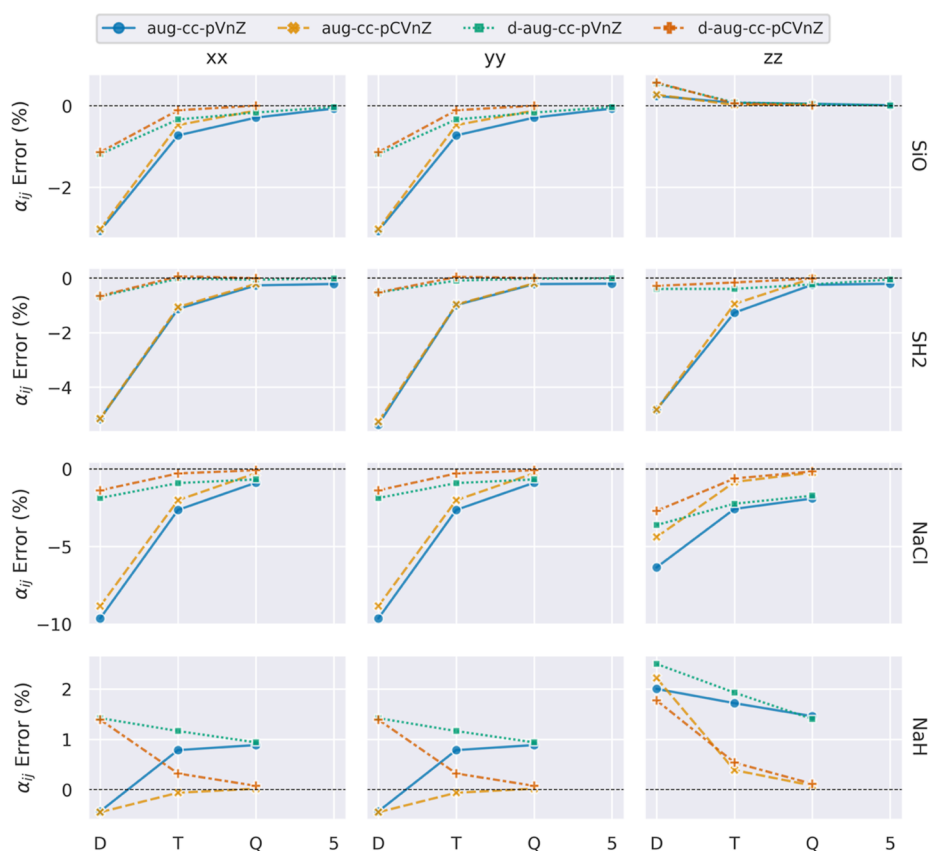 aug-cc-pVnZ aug-cc-pCVnZ d-aug-cc-pVnZ d-aug-cc-pCVnZ
xx yy zz
αij Error (%)
0
−2
SiO
αij Error (%)
0
−2
−4
SH2
αij Error (%)
0
−5
−10
NaCl
αij Error (%)
2
1
0
NaH
D T Q 5 D T Q 5 D T Q 5